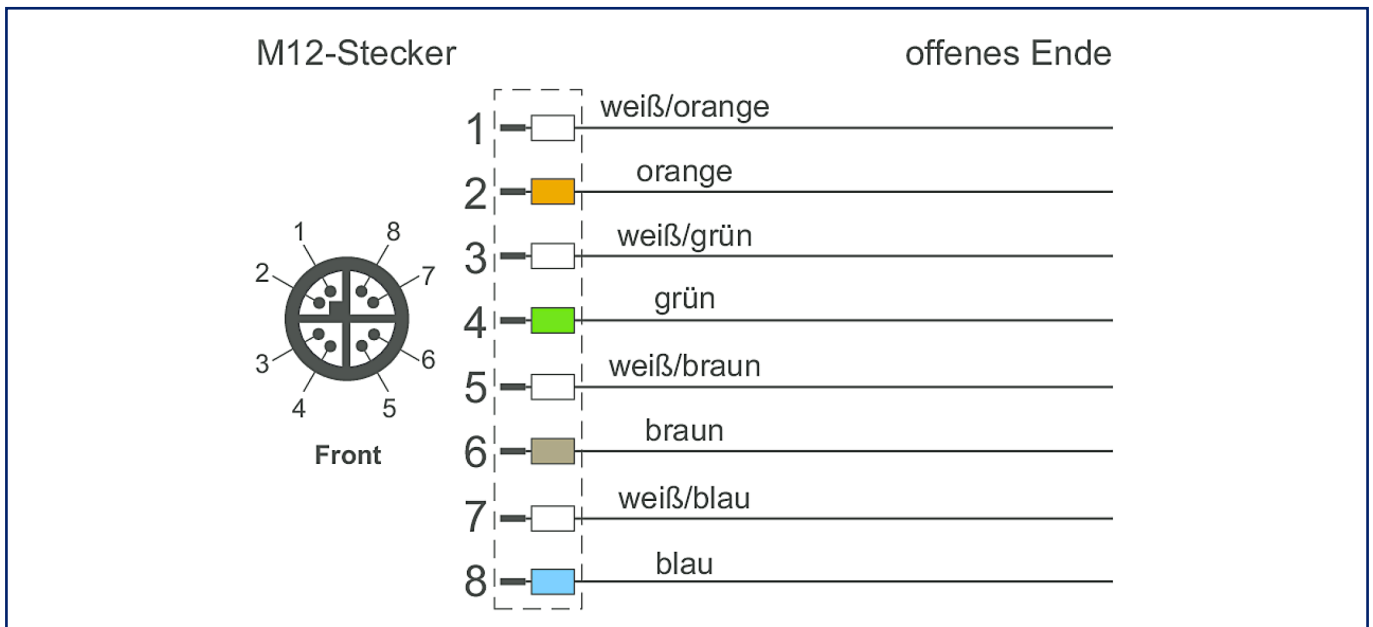 M12-Stecker offenes Ende
1 weiß/orange
2 orange
3 weiß/grün
4 grün
5 weiß/braun
6 braun
7 weiß/blau
8 blau
1 8
2 7
3 6
4 5
Front